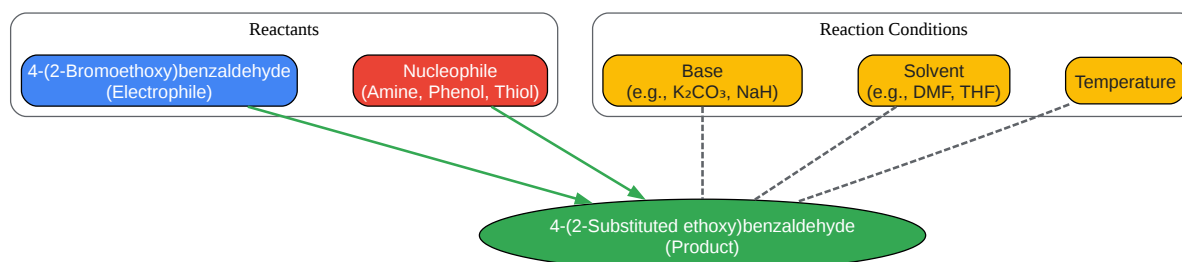 Reactants
4-(2-Bromoethoxy)benzaldehyde
(Electrophile)
Nucleophile
(Amine, Phenol, Thiol)
Reaction Conditions
Base
(e.g., K₂CO₃, NaH)
Solvent
(e.g., DMF, THF)
Temperature
4-(2-Substituted ethoxy)benzaldehyde
(Product)